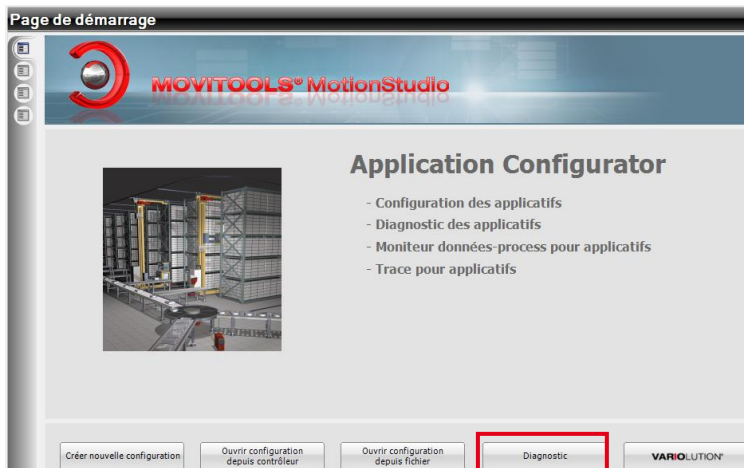 Page de démarrage
MOVITOOLS® MotionStudio
Application Configurator
- Configuration des applicatifs
- Diagnostic des applicatifs
- Moniteur données-process pour applicatifs
- Trace pour applicatifs
Créer nouvelle configuration
Ouvrir configuration
depuis contrôleur
Ouvrir configuration
depuis fichier
Diagnostic
VARIOLUTION®